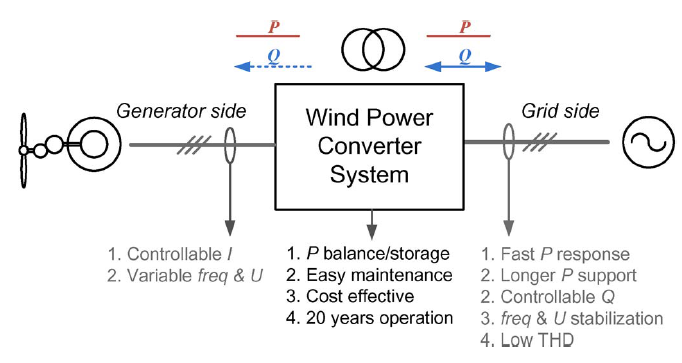 P
P
Q
Q
Generator side
Wind Power
Converter
System
Grid side
1. Controllable I
2. Variable freq & U
1. P balance/storage
2. Easy maintenance
3. Cost effective
4. 20 years operation
1. Fast P response
2. Longer P support
2. Controllable Q
3. freq & U stabilization
4. Low THD